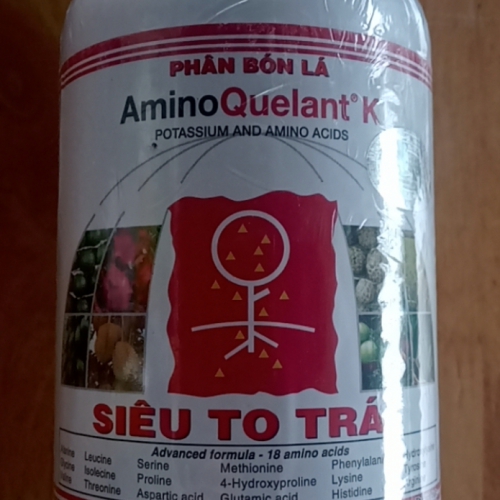 PHÂN BÓN LÁ
AminoQuelant® K
POTASSIUM AND AMINO ACIDS
SIÊU TO TRÁ
Advanced formula - 18 amino acids
Leucine Serine Methionine
Isolecine Proline 4-Hydroxyproline Lysine
Threonine Aspartic acid Glutamic acid Histidine